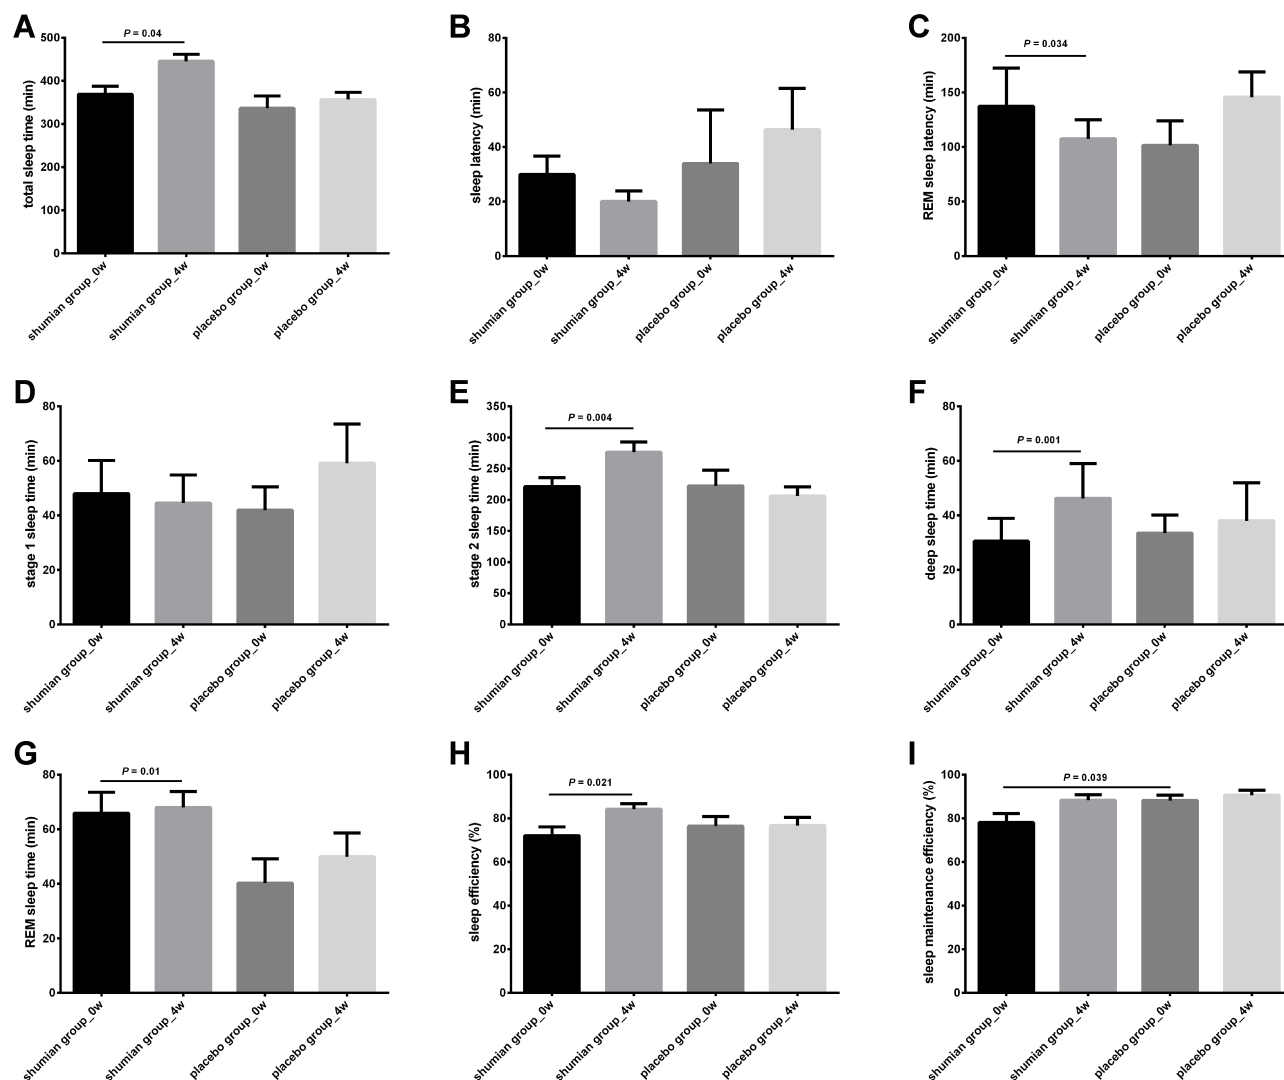 A
B
C
total sleep time (min)
500
400
300
200
100
0
P = 0.04
shumian group_0w
shumian group_4w
placebo group_0w
placebo group_4w
sleep latency (min)
80
60
40
20
0
shumian group_0w
shumian group_4w
placebo group_0w
placebo group_4w
REM sleep latency (min)
200
150
100
50
0
P = 0.034
shumian group_0w
shumian group_4w
placebo group_0w
placebo group_4w
D
E
F
stage 1 sleep time (min)
80
60
40
20
0
shumian group_0w
shumian group_4w
placebo group_0w
placebo group_4w
stage 2 sleep time (min)
350
300
250
200
150
100
50
0
P = 0.004
shumian group_0w
shumian group_4w
placebo group_0w
placebo group_4w
deep sleep time (min)
80
60
40
20
0
P = 0.001
shumian group_0w
shumian group_4w
placebo group_0w
placebo group_4w
G
H
I
REM sleep time (min)
80
60
40
20
0
P = 0.01
shumian group_0w
shumian group_4w
placebo group_0w
placebo group_4w
sleep efficiency (%)
100
80
60
40
20
0
P = 0.021
shumian group_0w
shumian group_4w
placebo group_0w
placebo group_4w
sleep maintenance efficiency (%)
100
80
60
40
20
0
P = 0.039
shumian group_0w
shumian group_4w
placebo group_0w
placebo group_4w